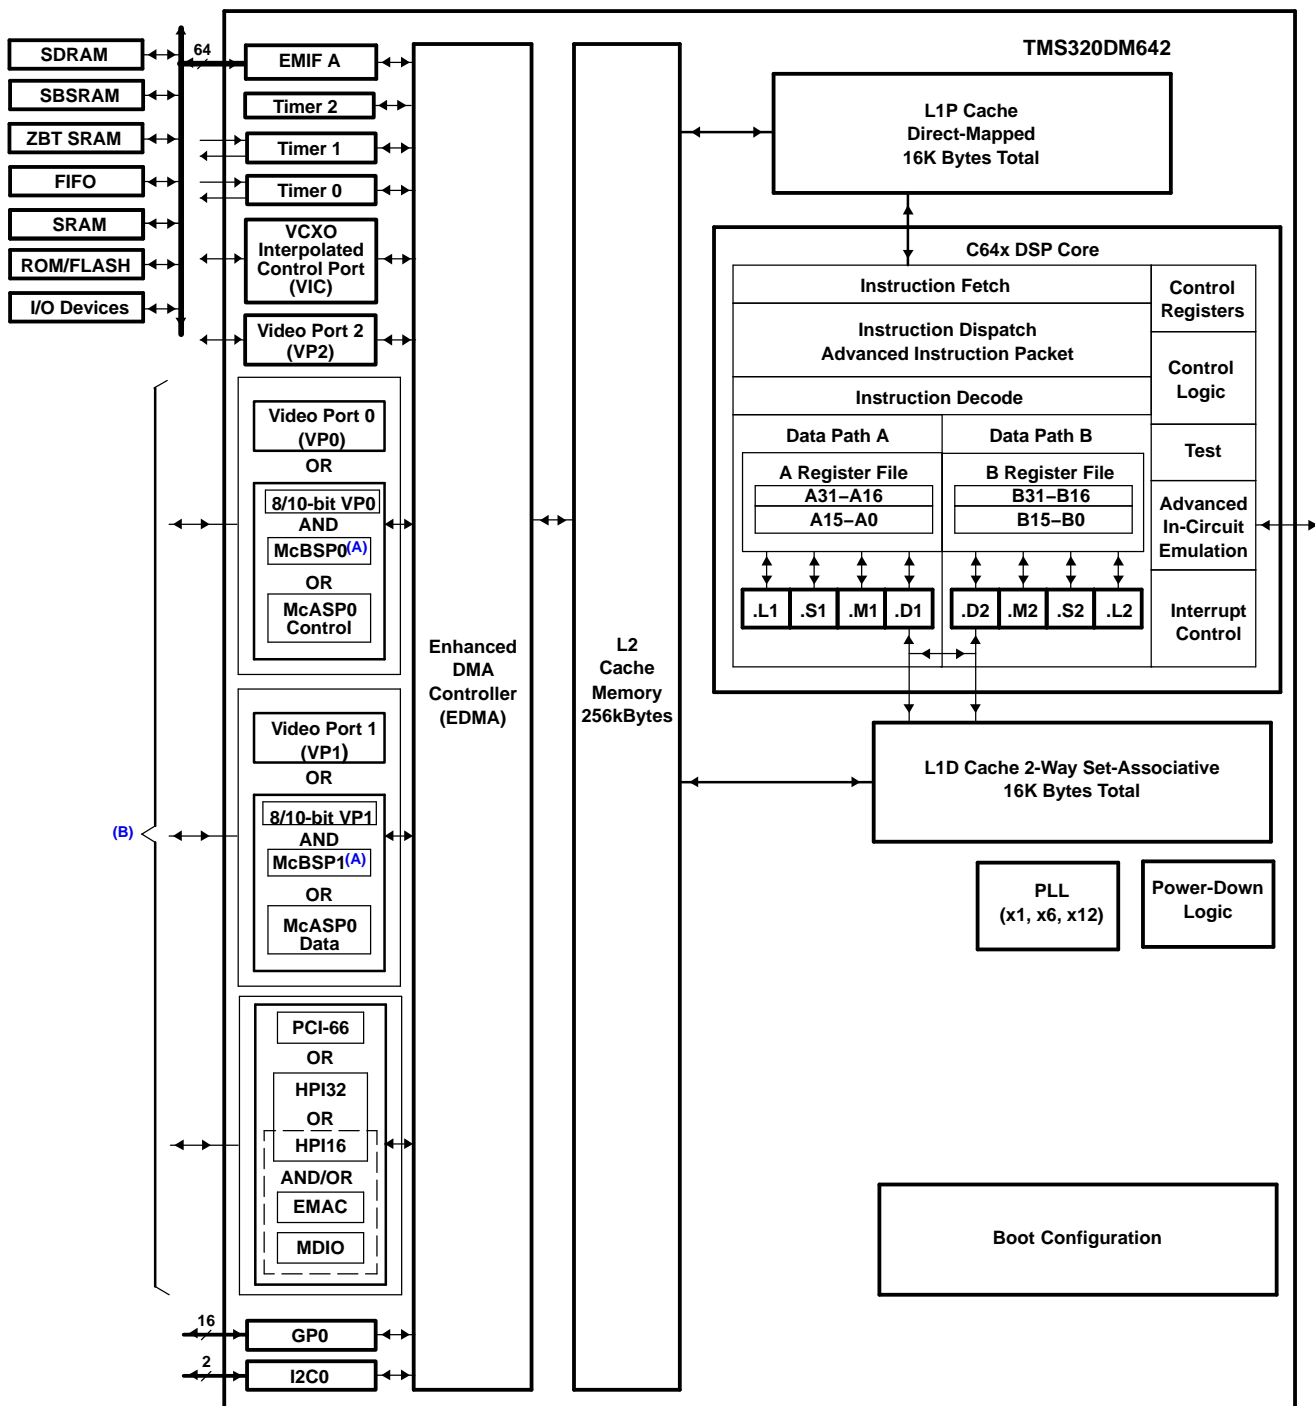 TMS320DM642
SDRAM
SBSRAM
ZBT SRAM
FIFO
SRAM
ROM/FLASH
I/O Devices
64
EMIF A
Timer 2
Timer 1
Timer 0
VCXO
Interpolated
Control Port
(VIC)
Video Port 2
(VP2)
Video Port 0
(VP0)
OR
8/10-bit VP0
AND
McBSP0(A)
OR
McASP0
Control
Video Port 1
(VP1)
OR
8/10-bit VP1
AND
McBSP1(A)
OR
McASP0
Data
(B)
PCI-66
OR
HPI32
OR
HPI16
AND/OR
EMAC
MDIO
16
GP0
2
I2C0
Enhanced
DMA
Controller
(EDMA)
L2
Cache
Memory
256kBytes
L1P Cache
Direct-Mapped
16K Bytes Total
C64x DSP Core
Instruction Fetch
Instruction Dispatch
Advanced Instruction Packet
Instruction Decode
Data Path A
Data Path B
A Register File
A31–A16
A15–A0
B Register File
B31–B16
B15–B0
.L1
.S1
.M1
.D1
.D2
.M2
.S2
.L2
Control
Registers
Control
Logic
Test
Advanced
In-Circuit
Emulation
Interrupt
Control
L1D Cache 2-Way Set-Associative
16K Bytes Total
PLL
(x1, x6, x12)
Power-Down
Logic
Boot Configuration